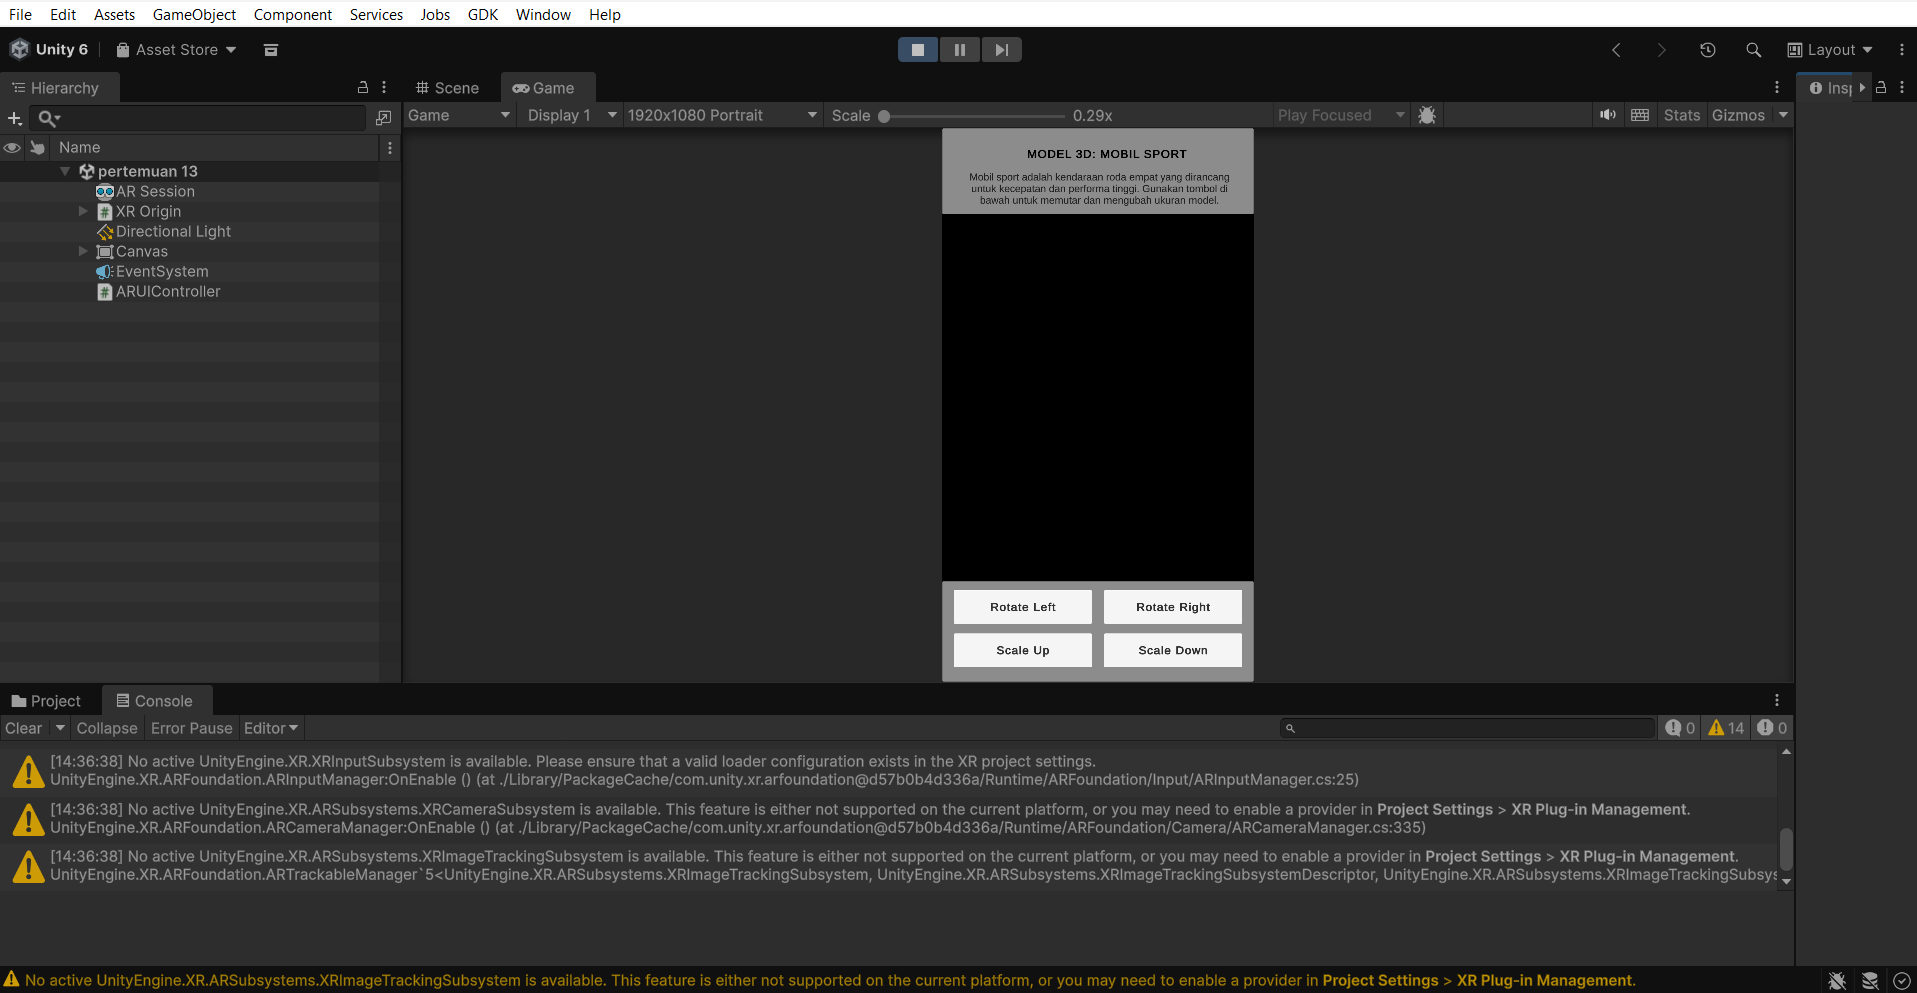 File Edit Assets GameObject Component Services Jobs GDK Window Help
Unity 6 Asset Store Layout
Hierarchy
Scene Game
Insp
Game Display 1 1920x1080 Portrait Scale 0.29x Play Focused Stats Gizmos
Name
pertemuan 13
AR Session
XR Origin
Directional Light
Canvas
EventSystem
ARUIController
MODEL 3D: MOBIL SPORT
Mobil sport adalah kendaraan roda empat yang dirancang
untuk kecepatan dan performa tinggi. Gunakan tombol di
bawah untuk memutar dan mengubah ukuran model.
Rotate Left Rotate Right
Scale Up Scale Down
Project Console
Clear Collapse Error Pause Editor 0 14 0
[14:36:38] No active UnityEngine.XR.XRInputSubsystem is available. Please ensure that a valid loader configuration exists in the XR project settings.
UnityEngine.XR.ARFoundation.ARInputManager:OnEnable () (at ./Library/PackageCache/com.unity.xr.arfoundation@d57b0b4d336a/Runtime/ARFoundation/Input/ARInputManager.cs:25)
[14:36:38] No active UnityEngine.XR.ARSubsystems.XRCameraSubsystem is available. This feature is either not supported on the current platform, or you may need to enable a provider in Project Settings > XR Plug-in Management.
UnityEngine.XR.ARFoundation.ARCameraManager:OnEnable () (at ./Library/PackageCache/com.unity.xr.arfoundation@d57b0b4d336a/Runtime/ARFoundation/Camera/ARCameraManager.cs:335)
[14:36:38] No active UnityEngine.XR.ARSubsystems.XRImageTrackingSubsystem is available. This feature is either not supported on the current platform, or you may need to enable a provider in Project Settings > XR Plug-in Management.
UnityEngine.XR.ARFoundation.ARTrackableManager`5<UnityEngine.XR.ARSubsystems.XRImageTrackingSubsystem, UnityEngine.XR.ARSubsystems.XRImageTrackingSubsystemDescriptor, UnityEngine.XR.ARSubsystems.XRImageTrackingSubsys
No active UnityEngine.XR.ARSubsystems.XRImageTrackingSubsystem is available. This feature is either not supported on the current platform, or you may need to enable a provider in Project Settings > XR Plug-in Management.